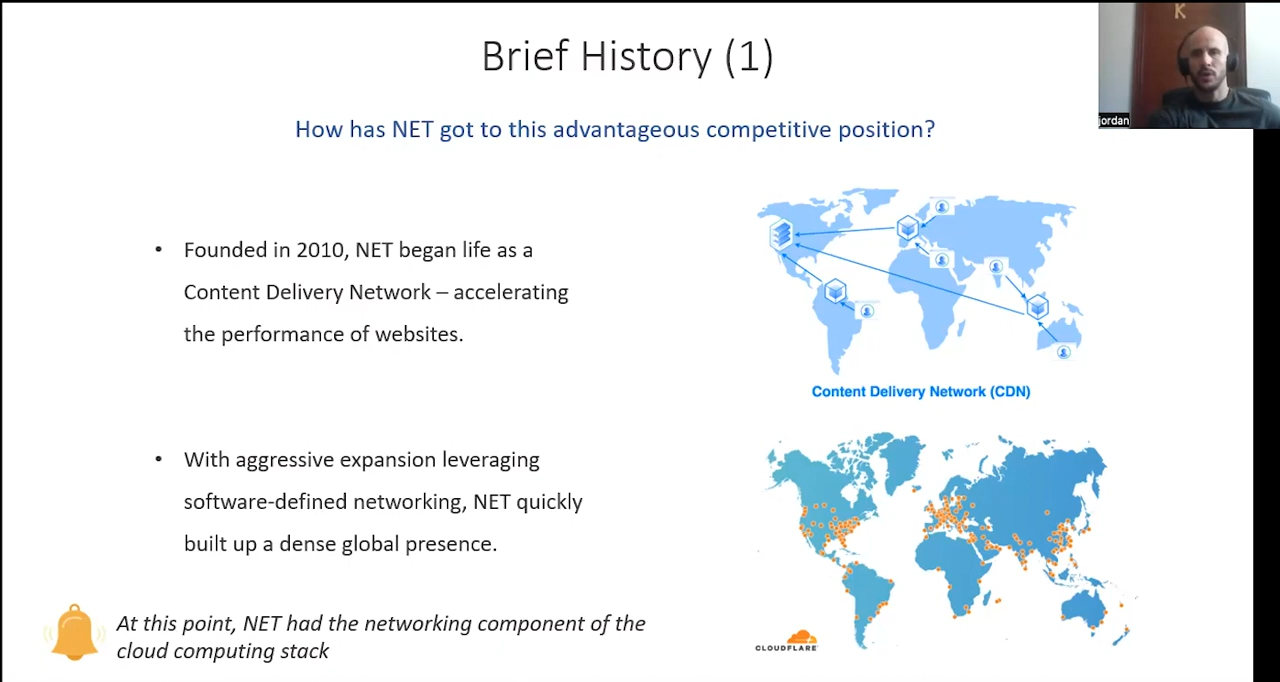 Brief History (1)
K
jordan
How has NET got to this advantageous competitive position?
• Founded in 2010, NET began life as a
Content Delivery Network – accelerating
the performance of websites.
Content Delivery Network (CDN)
• With aggressive expansion leveraging
software-defined networking, NET quickly
built up a dense global presence.
At this point, NET had the networking component of the
cloud computing stack
CLOUDFLARE